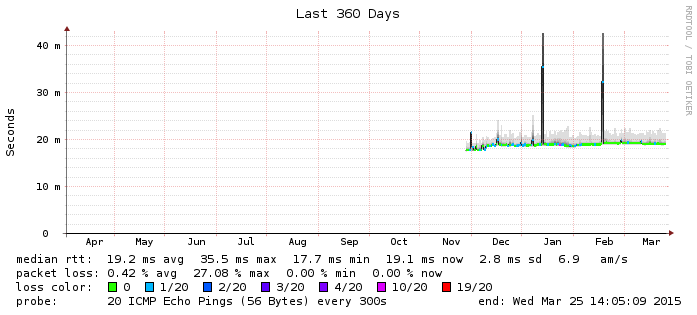 Last 360 Days
RRDTOOL / TOBI OETIKER
Seconds
40 m
30 m
20 m
10 m
0
Apr May Jun Jul Aug Sep Oct Nov Dec Jan Feb Mar
median rtt: 19.2 ms avg 35.5 ms max 17.7 ms min 19.1 ms now 2.8 ms sd 6.9 am/s
packet loss: 0.42 % avg 27.08 % max 0.00 % min 0.00 % now
loss color: 0 1/20 2/20 3/20 4/20 10/20 19/20
probe: 20 ICMP Echo Pings (56 Bytes) every 300s end: Wed Mar 25 14:05:09 2015